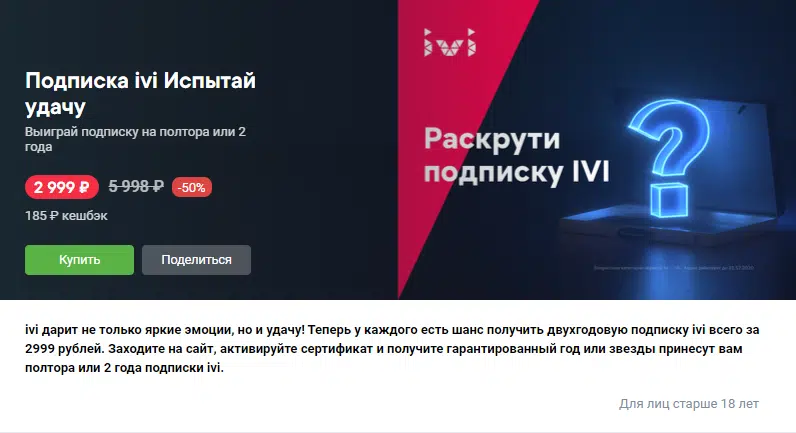 Подписка ivi Испытай
удачу
Выиграй подписку на полтора или 2
года
2 999 ₽ 5 998 ₽ -50%
185 ₽ кешбэк
Купить Поделиться
ivi
Раскрути
подписку IVI
ivi дарит не только яркие эмоции, но и удачу! Теперь у каждого есть шанс получить двухгодовую подписку ivi всего за
2999 рублей. Заходите на сайт, активируйте сертификат и получите гарантированный год или звезды принесут вам
полтора или 2 года подписки ivi.
Для лиц старше 18 лет